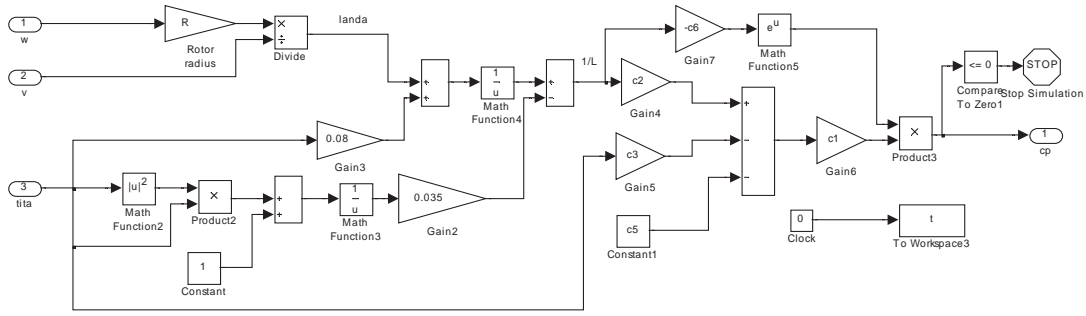 1
w
R
Rotor
radius
×
÷
Divide
landa
2
v
+
+
1
u
Math
Function4
+
−
1/L
-c6
Gain7
e^u
Math
Function5
c2
Gain4
<= 0
Compare
To Zero1
STOP
Stop Simulation
0.08
Gain3
c3
Gain5
+
−
−
c1
Gain6
×
Product3
1
cp
3
tita
|u|^2
Math
Function2
×
Product2
+
+
1
u
Math
Function3
0.035
Gain2
1
Constant
c5
Constant1
0
Clock
t
To Workspace3